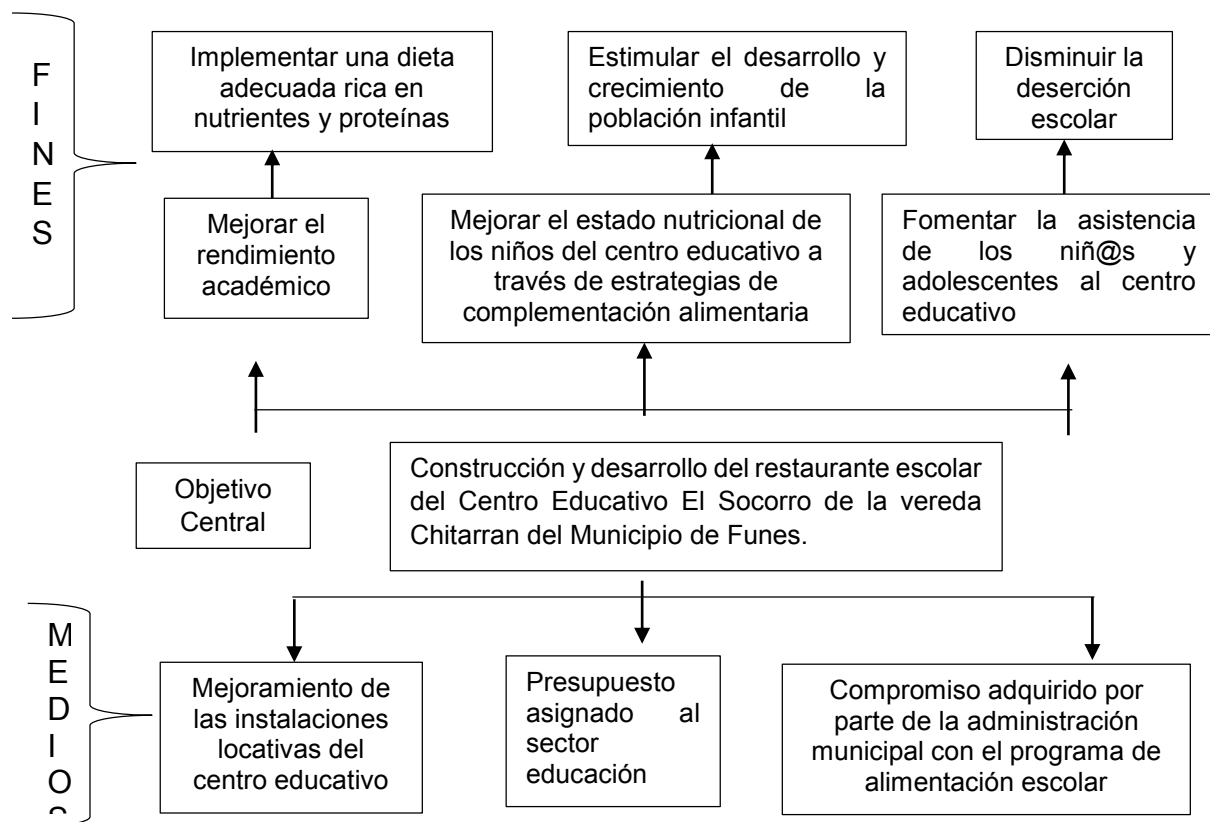 F
I
N
E
S
Implementar una dieta
adecuada rica en
nutrientes y proteínas
Estimular el desarrollo y
crecimiento de la
población infantil
Disminuir la
deserción
escolar
Mejorar el
rendimiento
académico
Mejorar el estado nutricional de
los niños del centro educativo a
través de estrategias de
complementación alimentaria
Fomentar la asistencia
de los niñ@s y
adolescentes al centro
educativo
Objetivo
Central
Construcción y desarrollo del restaurante escolar
del Centro Educativo El Socorro de la vereda
Chitarran del Municipio de Funes.
M
E
D
I
O
S
Mejoramiento de
las instalaciones
locativas del
centro educativo
Presupuesto
asignado al
sector
educación
Compromiso adquirido por
parte de la administración
municipal con el programa de
alimentación escolar